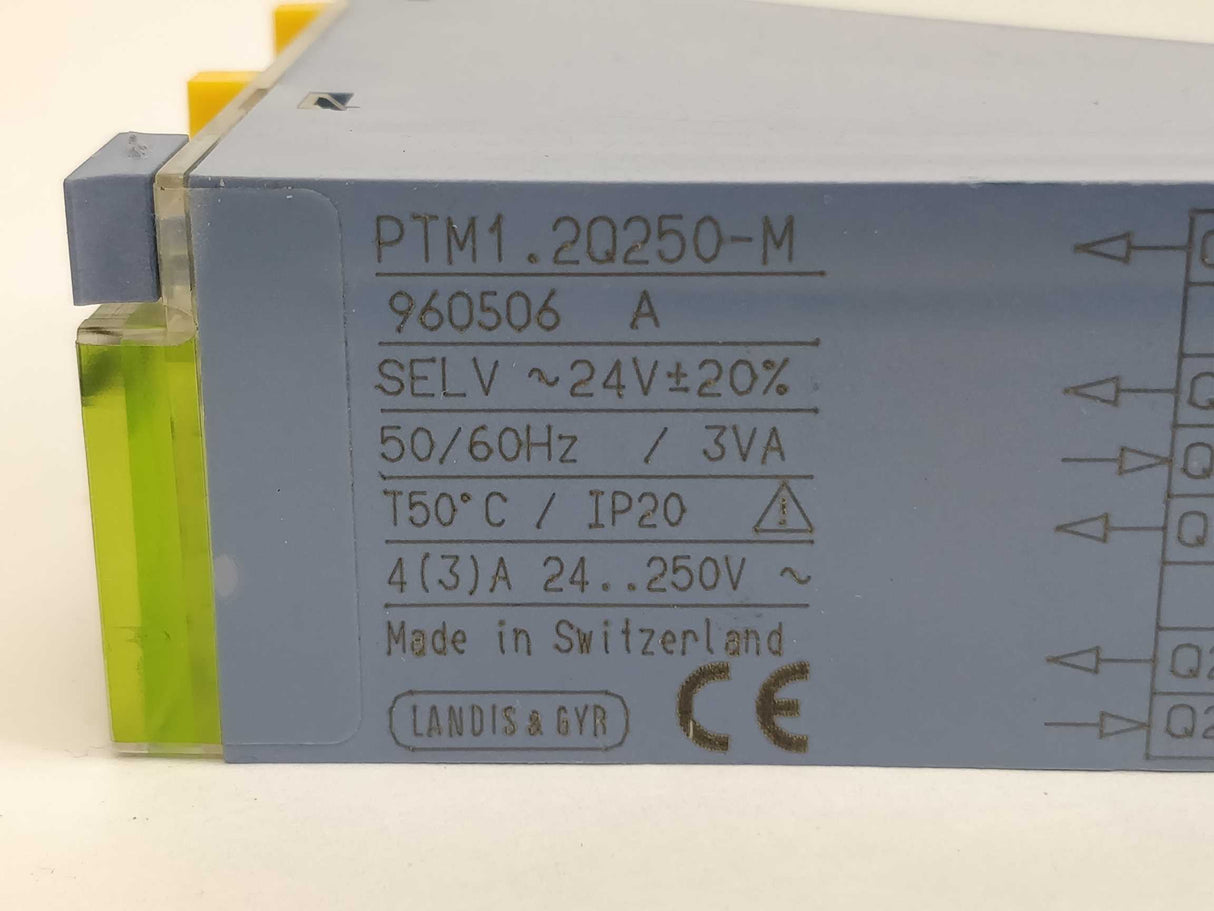 PTM1.2Q250-M
960506 A
SELV ~24V±20%
50/60Hz / 3VA
T50°C / IP20
4(3)A 24..250V ~
Made in Switzerland
LANDIS & GYR
CE
Q
Q
Q
Q